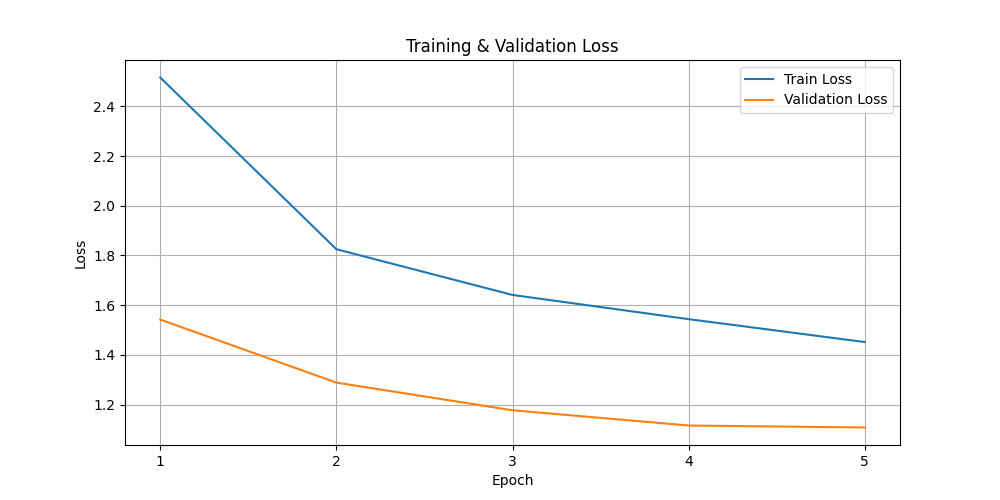 Training & Validation Loss
Train Loss
Validation Loss
2.4
2.2
2.0
1.8
1.6
1.4
1.2
Loss
1 2 3 4 5
Epoch